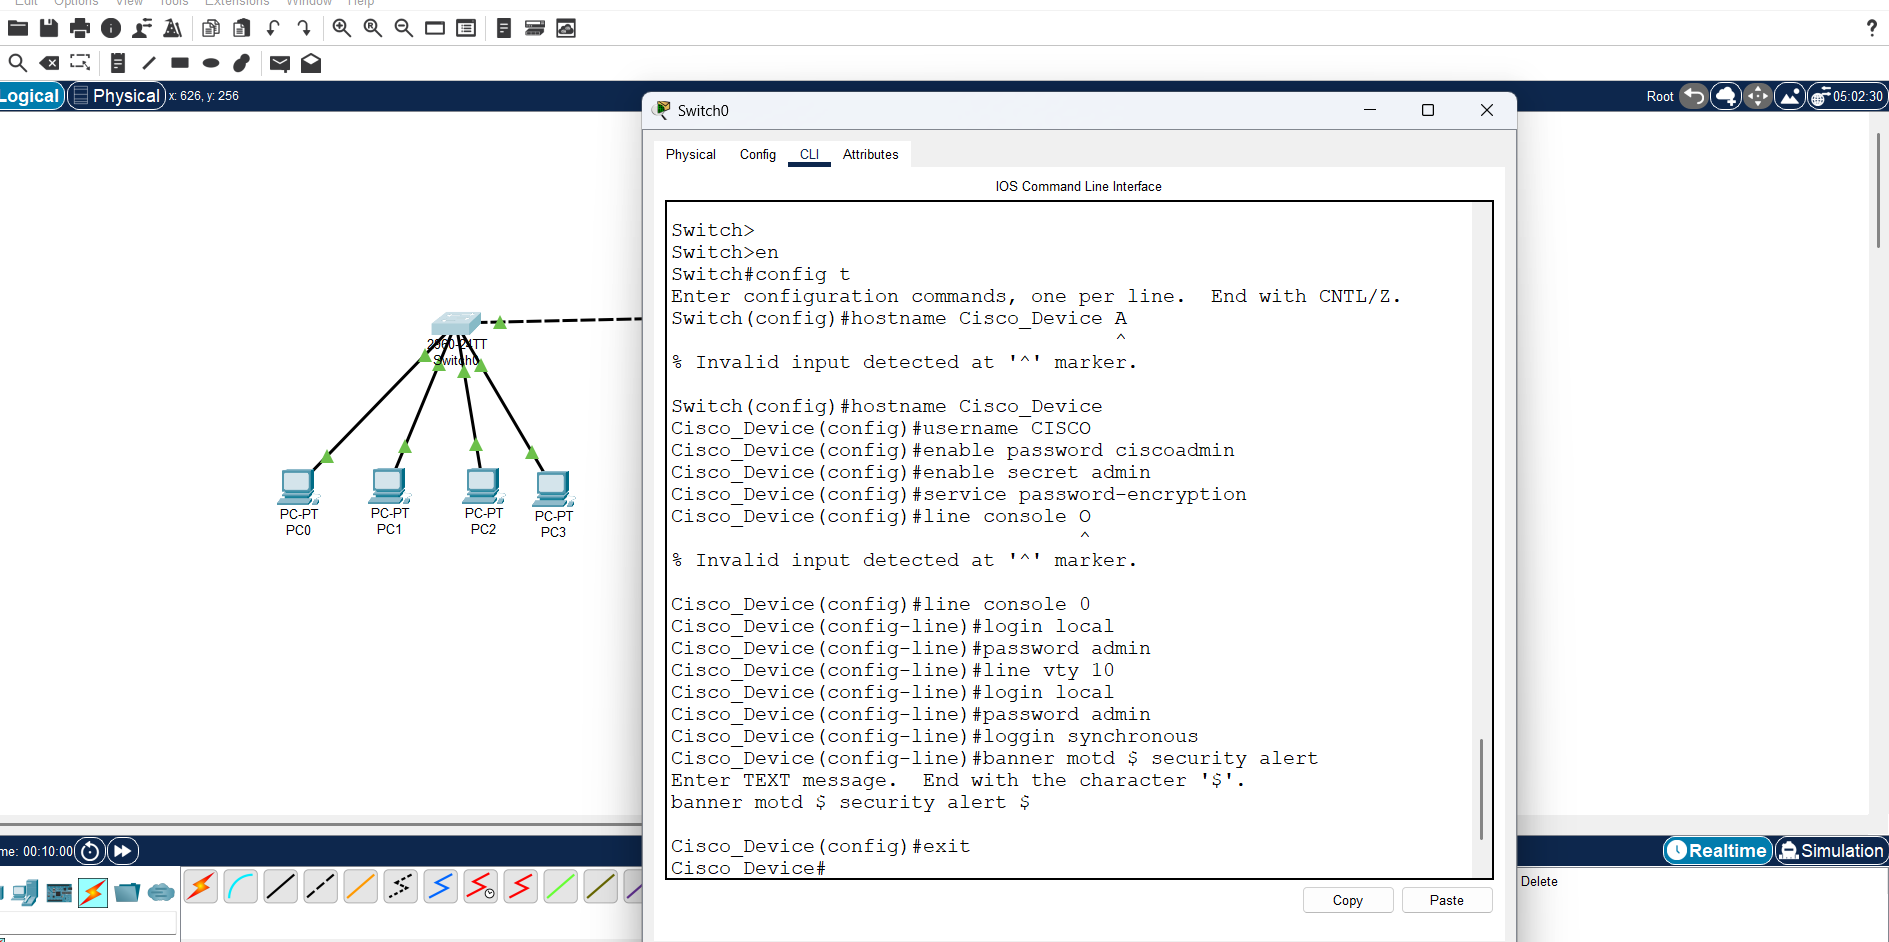 Edit Options View Tools Extensions Window Help
?
Logical Physical x: 626, y: 256
Root 05:02:30
Switch0
Physical Config CLI Attributes
IOS Command Line Interface
Switch>
Switch>en
Switch#config t
Enter configuration commands, one per line. End with CNTL/Z.
Switch(config)#hostname Cisco_Device A
^
% Invalid input detected at '^' marker.
Switch(config)#hostname Cisco_Device
Cisco_Device(config)#username CISCO
Cisco_Device(config)#enable password ciscoadmin
Cisco_Device(config)#enable secret admin
Cisco_Device(config)#service password-encryption
Cisco_Device(config)#line console O
^
% Invalid input detected at '^' marker.
Cisco_Device(config)#line console 0
Cisco_Device(config-line)#login local
Cisco_Device(config-line)#password admin
Cisco_Device(config-line)#line vty 10
Cisco_Device(config-line)#login local
Cisco_Device(config-line)#password admin
Cisco_Device(config-line)#loggin synchronous
Cisco_Device(config-line)#banner motd $ security alert
Enter TEXT message. End with the character '$'.
banner motd $ security alert $
Cisco_Device(config)#exit
Cisco_Device#
Copy Paste
2960-24TT
Switch0
PC-PT
PC0
PC-PT
PC1
PC-PT
PC2
PC-PT
PC3
me: 00:10:00
Realtime Simulation
Delete